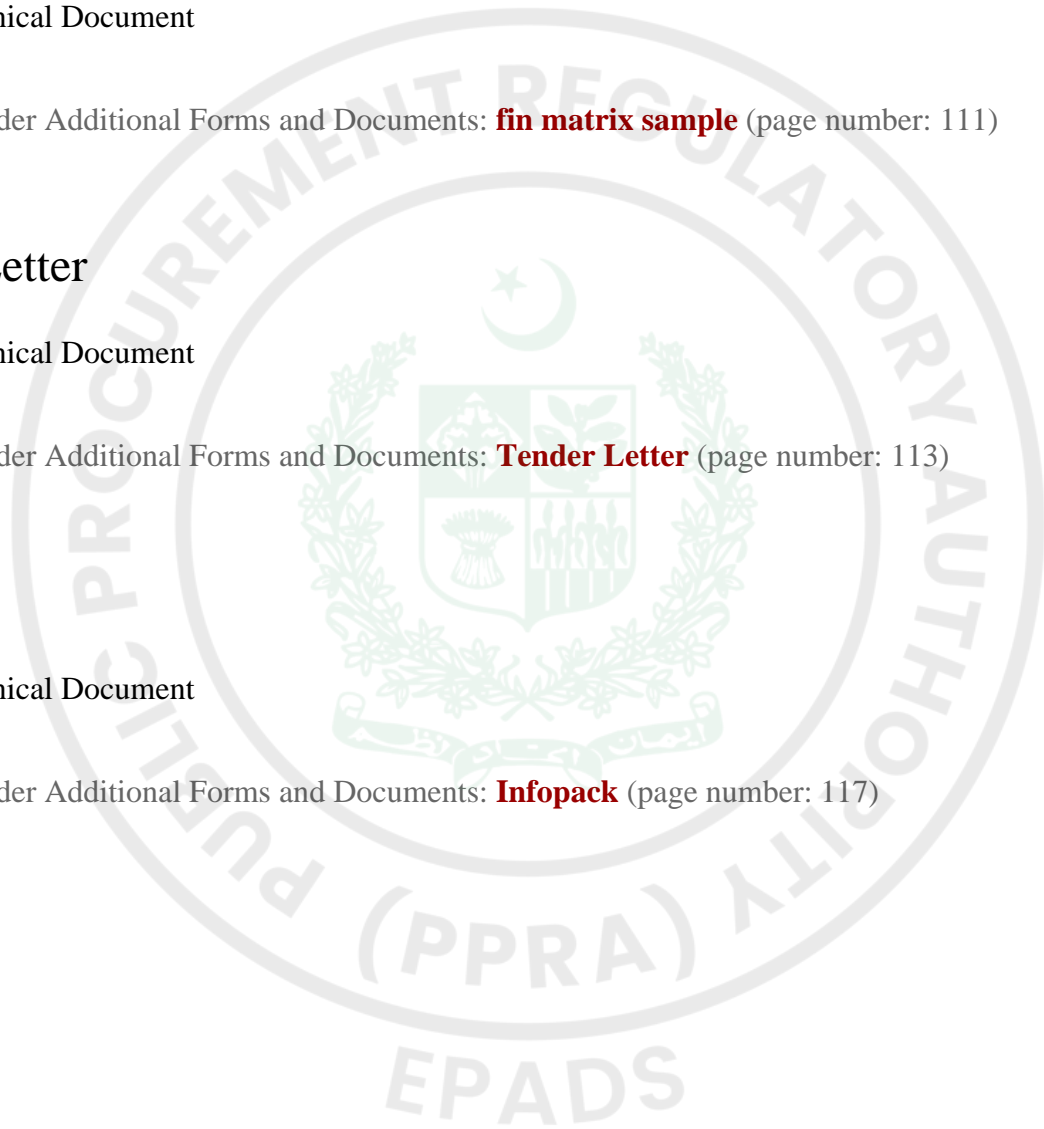 nical Document
der Additional Forms and Documents: fin matrix sample (page number: 111)
etter
nical Document
der Additional Forms and Documents: Tender Letter (page number: 113)
nical Document
der Additional Forms and Documents: Infopack (page number: 117)
PUBLIC PROCUREMENT REGULATORY AUTHORITY
(PPRA)
EPADS